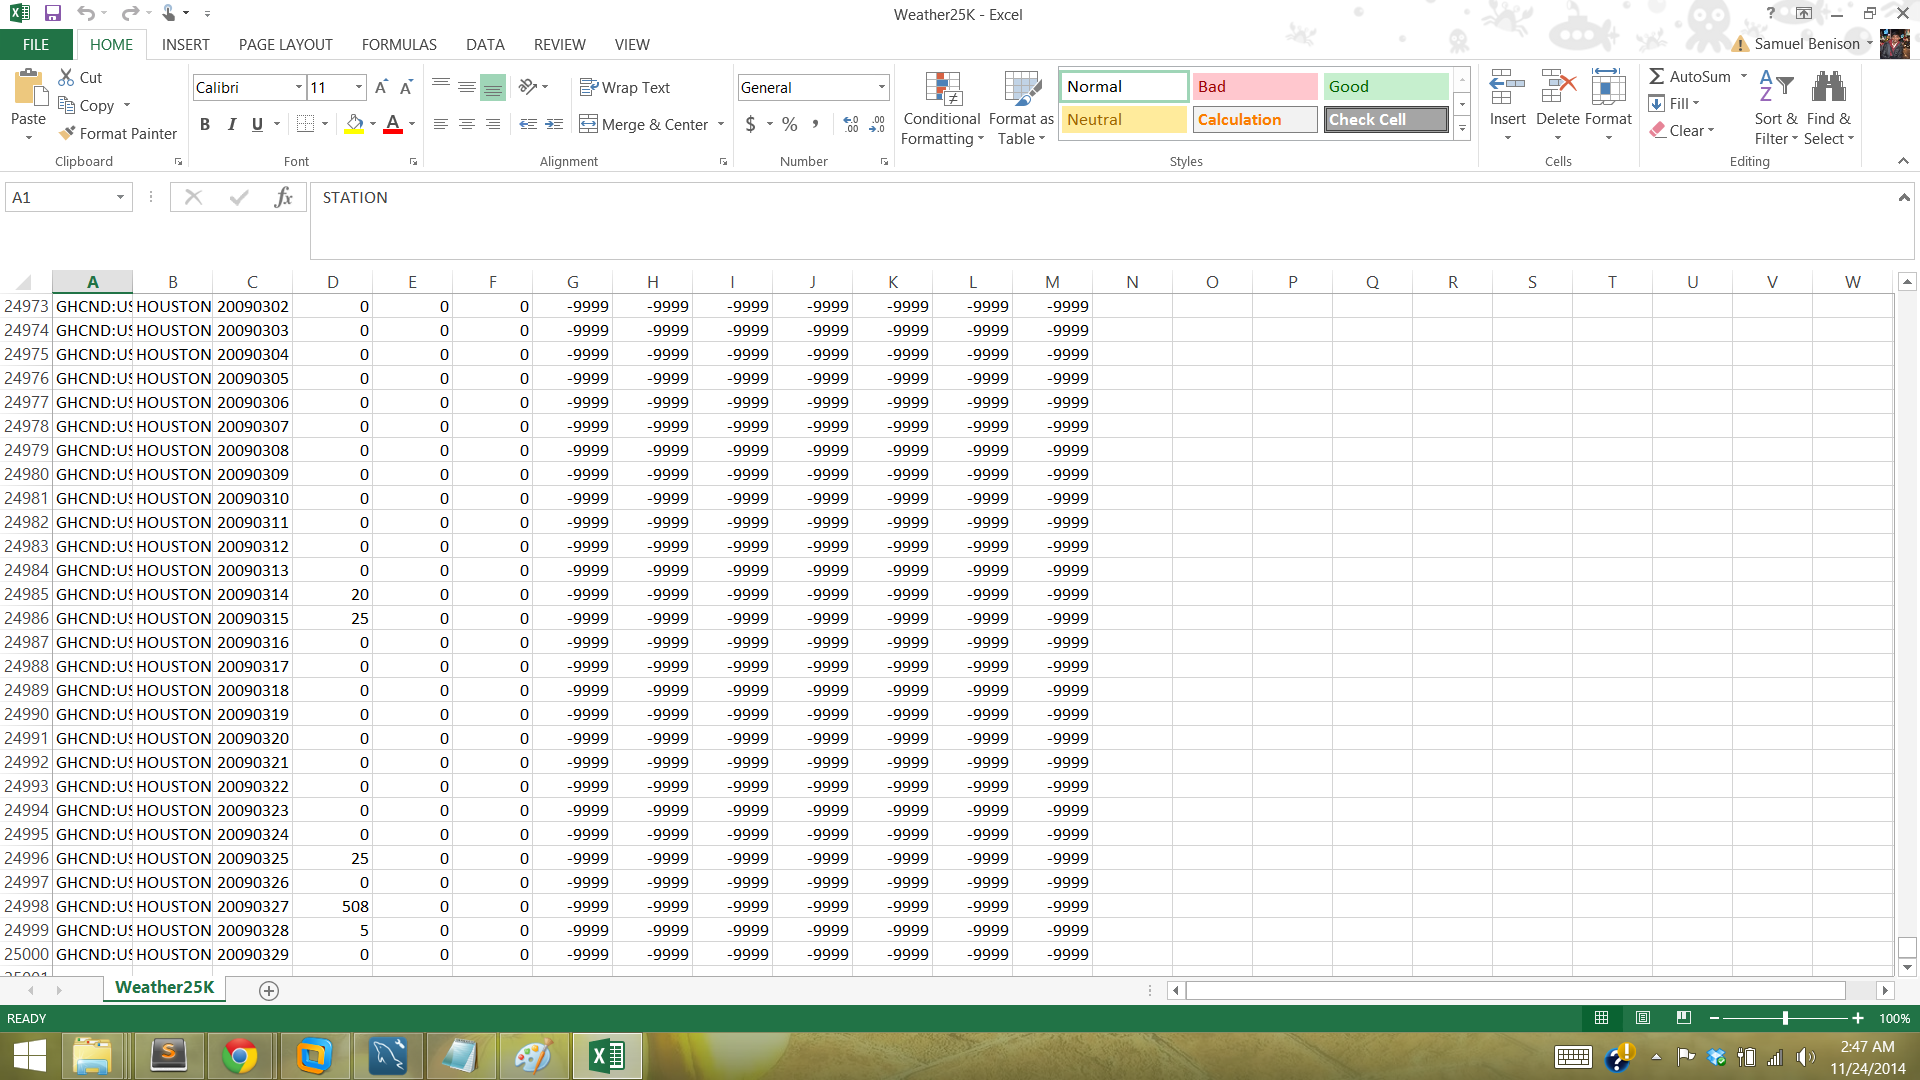 Weather25K - Excel
?
FILE HOME INSERT PAGE LAYOUT FORMULAS DATA REVIEW VIEW Samuel Benison
Paste Cut Copy Format Painter Clipboard
Calibri 11 A A B I U A Font
Wrap Text Merge & Center Alignment
General $ % , .00 Number
Conditional Formatting Format as Table Normal Bad Good Neutral Calculation Check Cell Styles
Insert Delete Format Cells
AutoSum Fill Clear Sort & Filter Find & Select Editing
A1 fx STATION
A B C D E F G H I J K L M N O P Q R S T U V W
24973 GHCND:US HOUSTON 20090302 0 0 0 -9999 -9999 -9999 -9999 -9999 -9999 -9999
24974 GHCND:US HOUSTON 20090303 0 0 0 -9999 -9999 -9999 -9999 -9999 -9999 -9999
24975 GHCND:US HOUSTON 20090304 0 0 0 -9999 -9999 -9999 -9999 -9999 -9999 -9999
24976 GHCND:US HOUSTON 20090305 0 0 0 -9999 -9999 -9999 -9999 -9999 -9999 -9999
24977 GHCND:US HOUSTON 20090306 0 0 0 -9999 -9999 -9999 -9999 -9999 -9999 -9999
24978 GHCND:US HOUSTON 20090307 0 0 0 -9999 -9999 -9999 -9999 -9999 -9999 -9999
24979 GHCND:US HOUSTON 20090308 0 0 0 -9999 -9999 -9999 -9999 -9999 -9999 -9999
24980 GHCND:US HOUSTON 20090309 0 0 0 -9999 -9999 -9999 -9999 -9999 -9999 -9999
24981 GHCND:US HOUSTON 20090310 0 0 0 -9999 -9999 -9999 -9999 -9999 -9999 -9999
24982 GHCND:US HOUSTON 20090311 0 0 0 -9999 -9999 -9999 -9999 -9999 -9999 -9999
24983 GHCND:US HOUSTON 20090312 0 0 0 -9999 -9999 -9999 -9999 -9999 -9999 -9999
24984 GHCND:US HOUSTON 20090313 0 0 0 -9999 -9999 -9999 -9999 -9999 -9999 -9999
24985 GHCND:US HOUSTON 20090314 20 0 0 -9999 -9999 -9999 -9999 -9999 -9999 -9999
24986 GHCND:US HOUSTON 20090315 25 0 0 -9999 -9999 -9999 -9999 -9999 -9999 -9999
24987 GHCND:US HOUSTON 20090316 0 0 0 -9999 -9999 -9999 -9999 -9999 -9999 -9999
24988 GHCND:US HOUSTON 20090317 0 0 0 -9999 -9999 -9999 -9999 -9999 -9999 -9999
24989 GHCND:US HOUSTON 20090318 0 0 0 -9999 -9999 -9999 -9999 -9999 -9999 -9999
24990 GHCND:US HOUSTON 20090319 0 0 0 -9999 -9999 -9999 -9999 -9999 -9999 -9999
24991 GHCND:US HOUSTON 20090320 0 0 0 -9999 -9999 -9999 -9999 -9999 -9999 -9999
24992 GHCND:US HOUSTON 20090321 0 0 0 -9999 -9999 -9999 -9999 -9999 -9999 -9999
24993 GHCND:US HOUSTON 20090322 0 0 0 -9999 -9999 -9999 -9999 -9999 -9999 -9999
24994 GHCND:US HOUSTON 20090323 0 0 0 -9999 -9999 -9999 -9999 -9999 -9999 -9999
24995 GHCND:US HOUSTON 20090324 0 0 0 -9999 -9999 -9999 -9999 -9999 -9999 -9999
24996 GHCND:US HOUSTON 20090325 25 0 0 -9999 -9999 -9999 -9999 -9999 -9999 -9999
24997 GHCND:US HOUSTON 20090326 0 0 0 -9999 -9999 -9999 -9999 -9999 -9999 -9999
24998 GHCND:US HOUSTON 20090327 508 0 0 -9999 -9999 -9999 -9999 -9999 -9999 -9999
24999 GHCND:US HOUSTON 20090328 5 0 0 -9999 -9999 -9999 -9999 -9999 -9999 -9999
25000 GHCND:US HOUSTON 20090329 0 0 0 -9999 -9999 -9999 -9999 -9999 -9999 -9999
25001
Weather25K
READY 100%
2:47 AM
11/24/2014